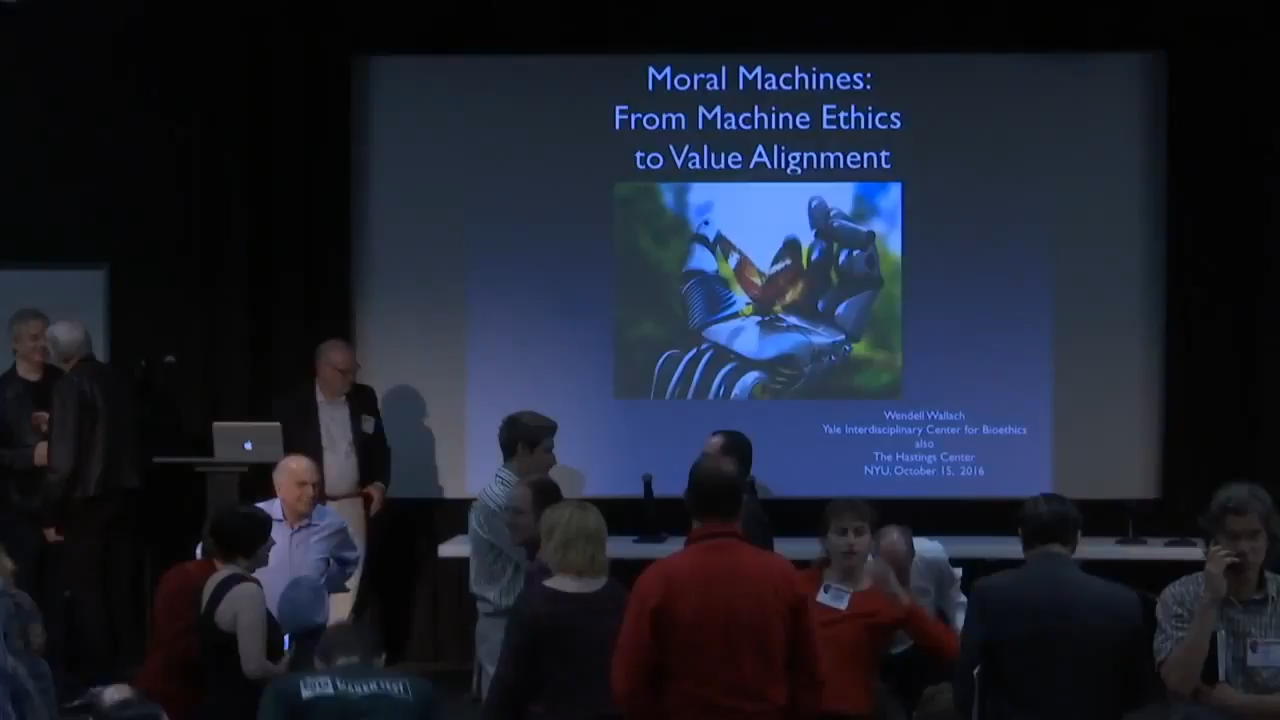 Moral Machines:
From Machine Ethics
to Value Alignment
Wendell Wallach
Yale Interdisciplinary Center for Bioethics
also
The Hastings Center
NYU, October 15, 2016